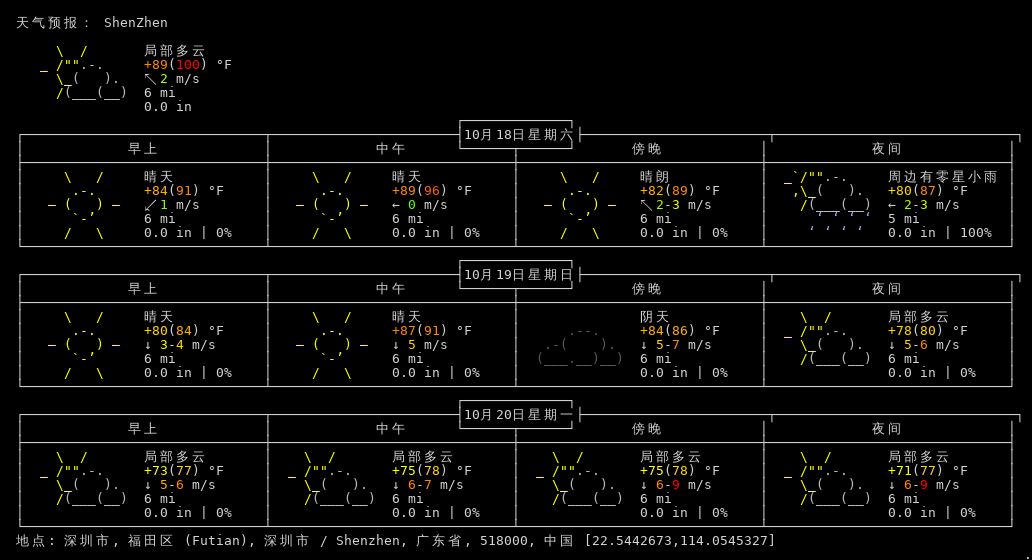 天气预报： ShenZhen
局部多云
+89(100) °F
↖2 m/s
6 mi
0.0 in
10月18日星期六
早上 中午 傍晚 夜间
晴天 晴天 晴朗 周边有零星小雨
+84(91) °F +89(96) °F +82(89) °F +80(87) °F
↙1 m/s ← 0 m/s ↖2-3 m/s ← 2-3 m/s
6 mi 6 mi 6 mi 5 mi
0.0 in | 0% 0.0 in | 0% 0.0 in | 0% 0.0 in | 100%
10月19日星期日
早上 中午 傍晚 夜间
晴天 晴天 阴天 局部多云
+80(84) °F +87(91) °F +84(86) °F +78(80) °F
↓ 3-4 m/s ↓ 5 m/s ↓ 5-7 m/s ↓ 5-6 m/s
6 mi 6 mi 6 mi 6 mi
0.0 in | 0% 0.0 in | 0% 0.0 in | 0% 0.0 in | 0%
10月20日星期一
早上 中午 傍晚 夜间
局部多云 局部多云 局部多云 局部多云
+73(77) °F +75(78) °F +75(78) °F +71(77) °F
↓ 5-6 m/s ↓ 6-7 m/s ↓ 6-9 m/s ↓ 6-9 m/s
6 mi 6 mi 6 mi 6 mi
0.0 in | 0% 0.0 in | 0% 0.0 in | 0% 0.0 in | 0%
地点: 深圳市, 福田区 (Futian), 深圳市 / Shenzhen, 广东省, 518000, 中国 [22.5442673,114.0545327]